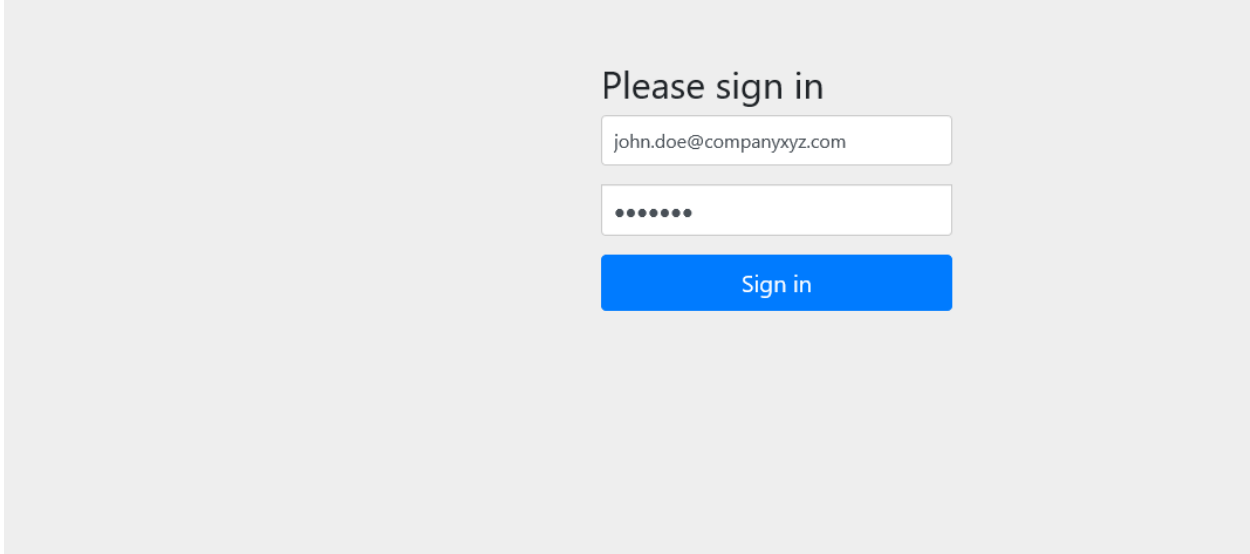 Please sign in
john.doe@companyxyz.com
•••••••
Sign in